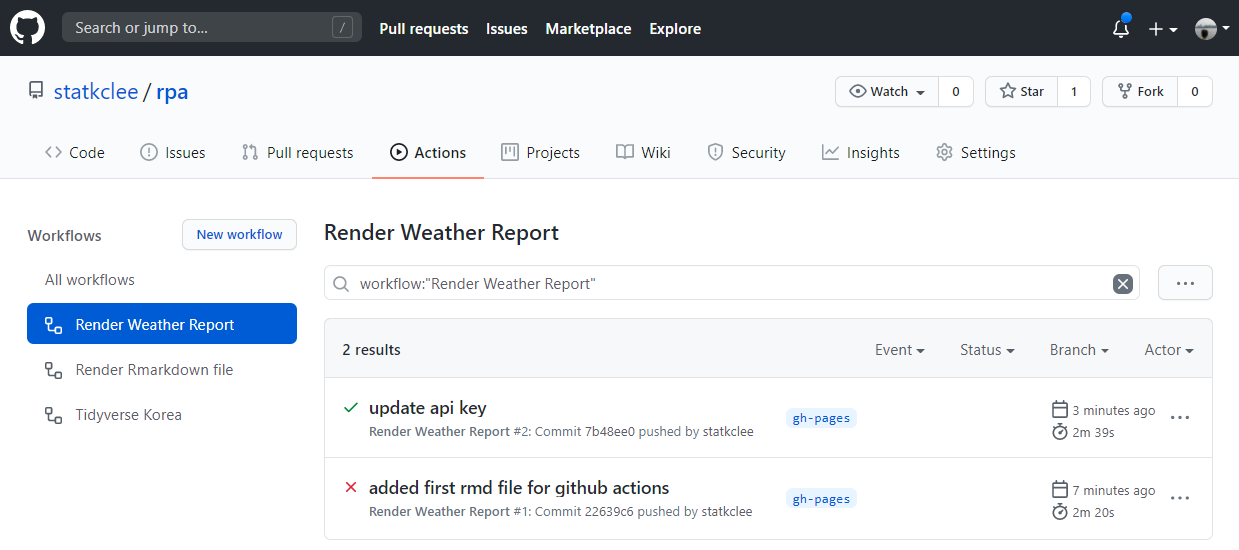 Search or jump to... /
Pull requests Issues Marketplace Explore
statkclee / rpa
Watch 0 Star 1 Fork 0
Code Issues Pull requests Actions Projects Wiki Security Insights Settings
Workflows
New workflow
All workflows
Render Weather Report
Render Rmarkdown file
Tidyverse Korea
Render Weather Report
workflow:"Render Weather Report"
2 results Event Status Branch Actor
update api key
Render Weather Report #2: Commit 7b48ee0 pushed by statkclee
gh-pages
3 minutes ago
2m 39s
added first rmd file for github actions
Render Weather Report #1: Commit 22639c6 pushed by statkclee
gh-pages
7 minutes ago
2m 20s